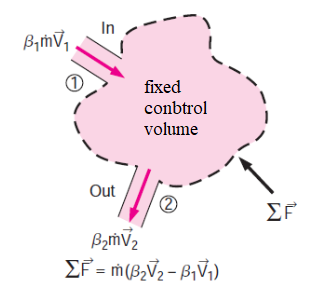 In
β₁ṁV⃗₁
①
fixed
conbtrol
volume
Out
②
ΣF⃗
β₂ṁV⃗₂
ΣF⃗ = ṁ(β₂V⃗₂ – β₁V⃗₁)